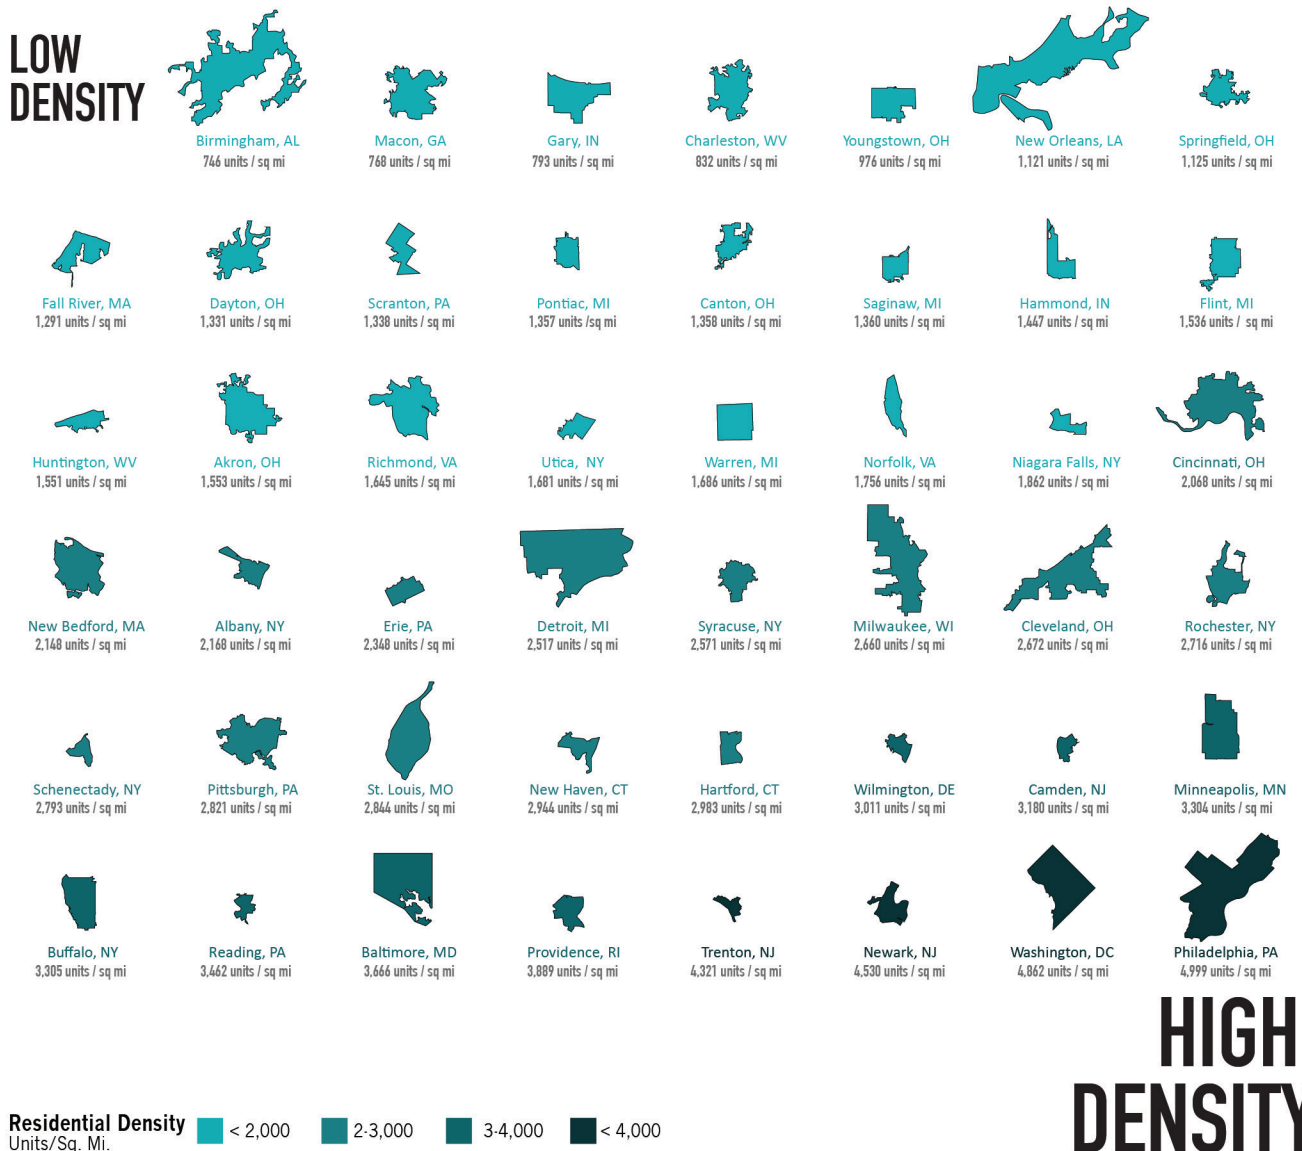 LOW
DENSITY
Birmingham, AL
746 units / sq mi
Macon, GA
768 units / sq mi
Gary, IN
793 units / sq mi
Charleston, WV
832 units / sq mi
Youngstown, OH
976 units / sq mi
New Orleans, LA
1,121 units / sq mi
Springfield, OH
1,125 units / sq mi
Fall River, MA
1,291 units / sq mi
Dayton, OH
1,331 units / sq mi
Scranton, PA
1,338 units / sq mi
Pontiac, MI
1,357 units /sq mi
Canton, OH
1,358 units / sq mi
Saginaw, MI
1,360 units / sq mi
Hammond, IN
1,447 units / sq mi
Flint, MI
1,536 units / sq mi
Huntington, WV
1,551 units / sq mi
Akron, OH
1,553 units / sq mi
Richmond, VA
1,645 units / sq mi
Utica, NY
1,681 units / sq mi
Warren, MI
1,686 units / sq mi
Norfolk, VA
1,756 units / sq mi
Niagara Falls, NY
1,862 units / sq mi
Cincinnati, OH
2,068 units / sq mi
New Bedford, MA
2,148 units / sq mi
Albany, NY
2,168 units / sq mi
Erie, PA
2,348 units / sq mi
Detroit, MI
2,517 units / sq mi
Syracuse, NY
2,571 units / sq mi
Milwaukee, WI
2,660 units / sq mi
Cleveland, OH
2,672 units / sq mi
Rochester, NY
2,716 units / sq mi
Schenectady, NY
2,793 units / sq mi
Pittsburgh, PA
2,821 units / sq mi
St. Louis, MO
2,844 units / sq mi
New Haven, CT
2,944 units / sq mi
Hartford, CT
2,983 units / sq mi
Wilmington, DE
3,011 units / sq mi
Camden, NJ
3,180 units / sq mi
Minneapolis, MN
3,304 units / sq mi
Buffalo, NY
3,305 units / sq mi
Reading, PA
3,462 units / sq mi
Baltimore, MD
3,666 units / sq mi
Providence, RI
3,889 units / sq mi
Trenton, NJ
4,321 units / sq mi
Newark, NJ
4,530 units / sq mi
Washington, DC
4,862 units / sq mi
Philadelphia, PA
4,999 units / sq mi
HIGH
DENSITY
Residential Density
Units/Sq. Mi.
< 2,000
2-3,000
3-4,000
< 4,000